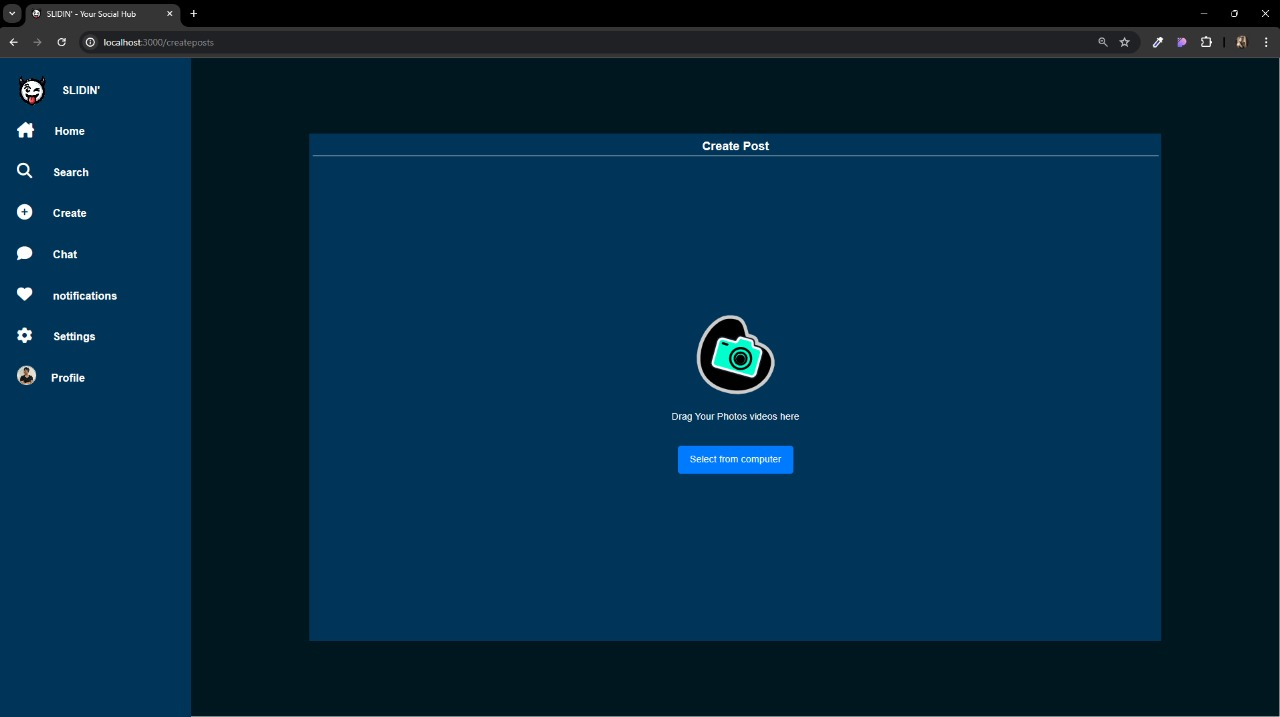 SLIDIN' - Your Social Hub
localhost:3000/createposts
SLIDIN'
Home
Search
Create
Chat
notifications
Settings
Profile
Create Post
Drag Your Photos videos here
Select from computer